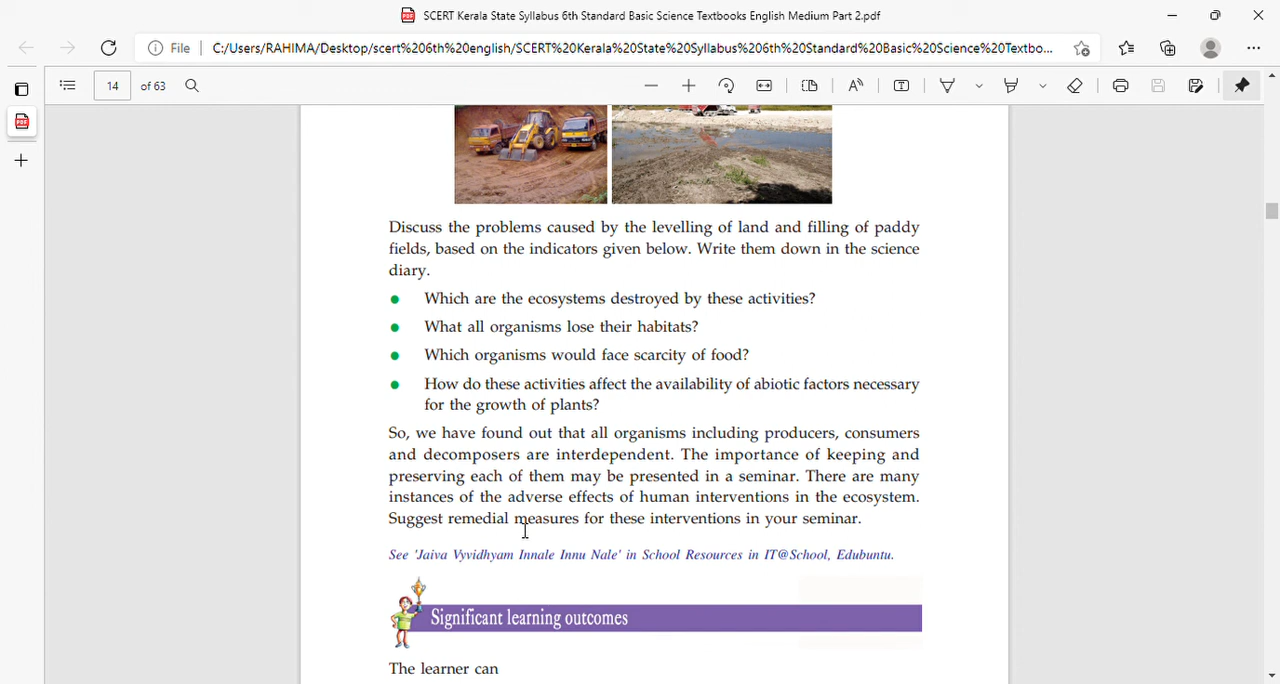 SCERT Kerala State Syllabus 6th Standard Basic Science Textbooks English Medium Part 2.pdf
File
C:/Users/RAHIMA/Desktop/scert%206th%20english/SCERT%20Kerala%20State%20Syllabus%206th%20Standard%20Basic%20Science%20Textbo...
14 of 63
Discuss the problems caused by the levelling of land and filling of paddy
fields, based on the indicators given below. Write them down in the science
diary.
Which are the ecosystems destroyed by these activities?
What all organisms lose their habitats?
Which organisms would face scarcity of food?
How do these activities affect the availability of abiotic factors necessary
for the growth of plants?
So, we have found out that all organisms including producers, consumers
and decomposers are interdependent. The importance of keeping and
preserving each of them may be presented in a seminar. There are many
instances of the adverse effects of human interventions in the ecosystem.
Suggest remedial measures for these interventions in your seminar.
See 'Jaiva Vyvidhyam Innale Innu Nale' in School Resources in IT@School, Edubuntu.
Significant learning outcomes
The learner can